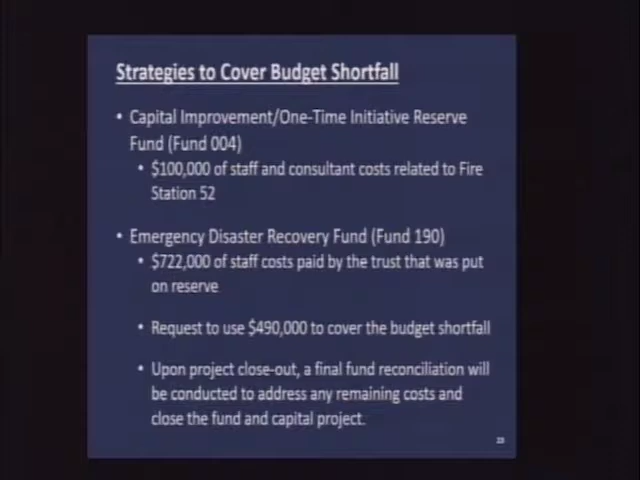 Strategies to Cover Budget Shortfall
• Capital Improvement/One-Time Initiative Reserve
Fund (Fund 004)
• $100,000 of staff and consultant costs related to Fire
Station 52
• Emergency Disaster Recovery Fund (Fund 190)
• $722,000 of staff costs paid by the trust that was put
on reserve
• Request to use $490,000 to cover the budget shortfall
• Upon project close-out, a final fund reconciliation will
be conducted to address any remaining costs and
close the fund and capital project.